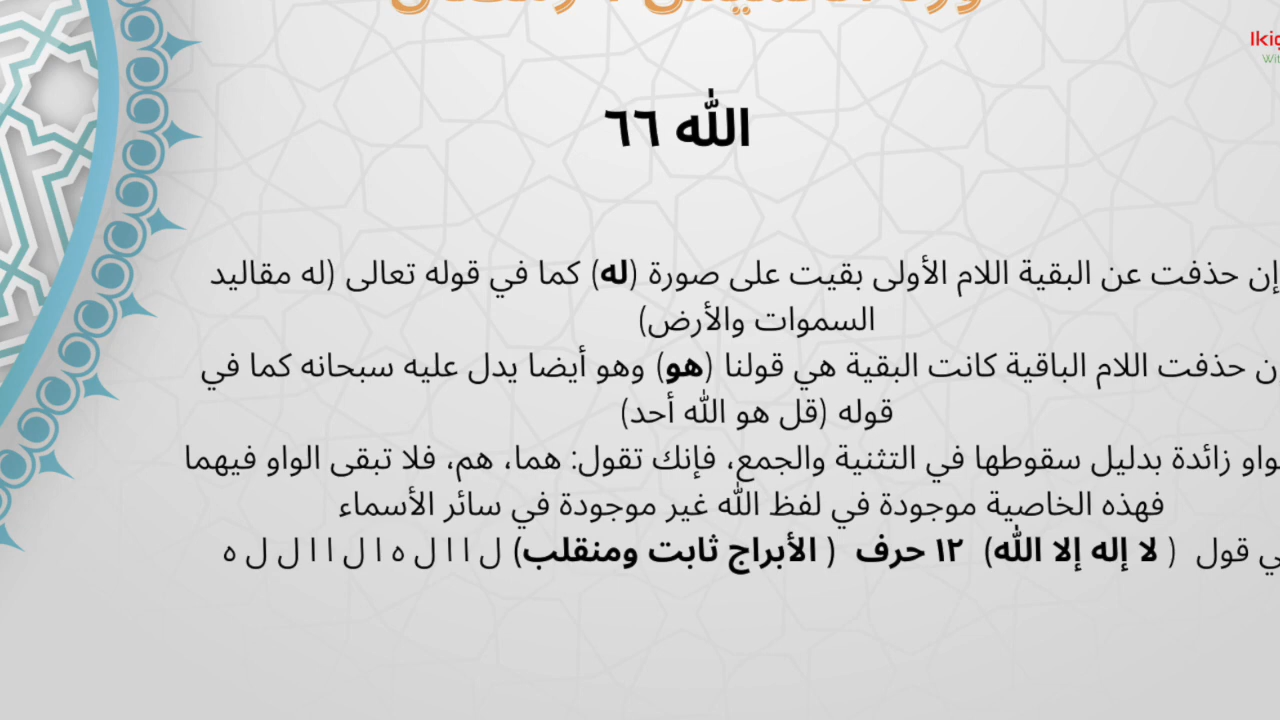 الله ٦٦
إن حذفت عن البقية اللام الأولى بقيت على صورة (له) كما في قوله تعالى (له مقاليد
السموات والأرض)
حذفت اللام الباقية كانت البقية هي قولنا (هو) وهو أيضا يدل عليه سبحانه كما في
قوله (قل هو الله أحد)
زائدة بدليل سقوطها في التثنية والجمع، فإنك تقول: هما، هم، فلا تبقى الواو فيهما
فهذه الخاصية موجودة في لفظ الله غير موجودة في سائر الأسماء
قول ( لا إله إلا الله) ١٢ حرف ( الأبراج ثابت ومنقلب) ل ا ا ل ه ا ل ا ا ل ل ه